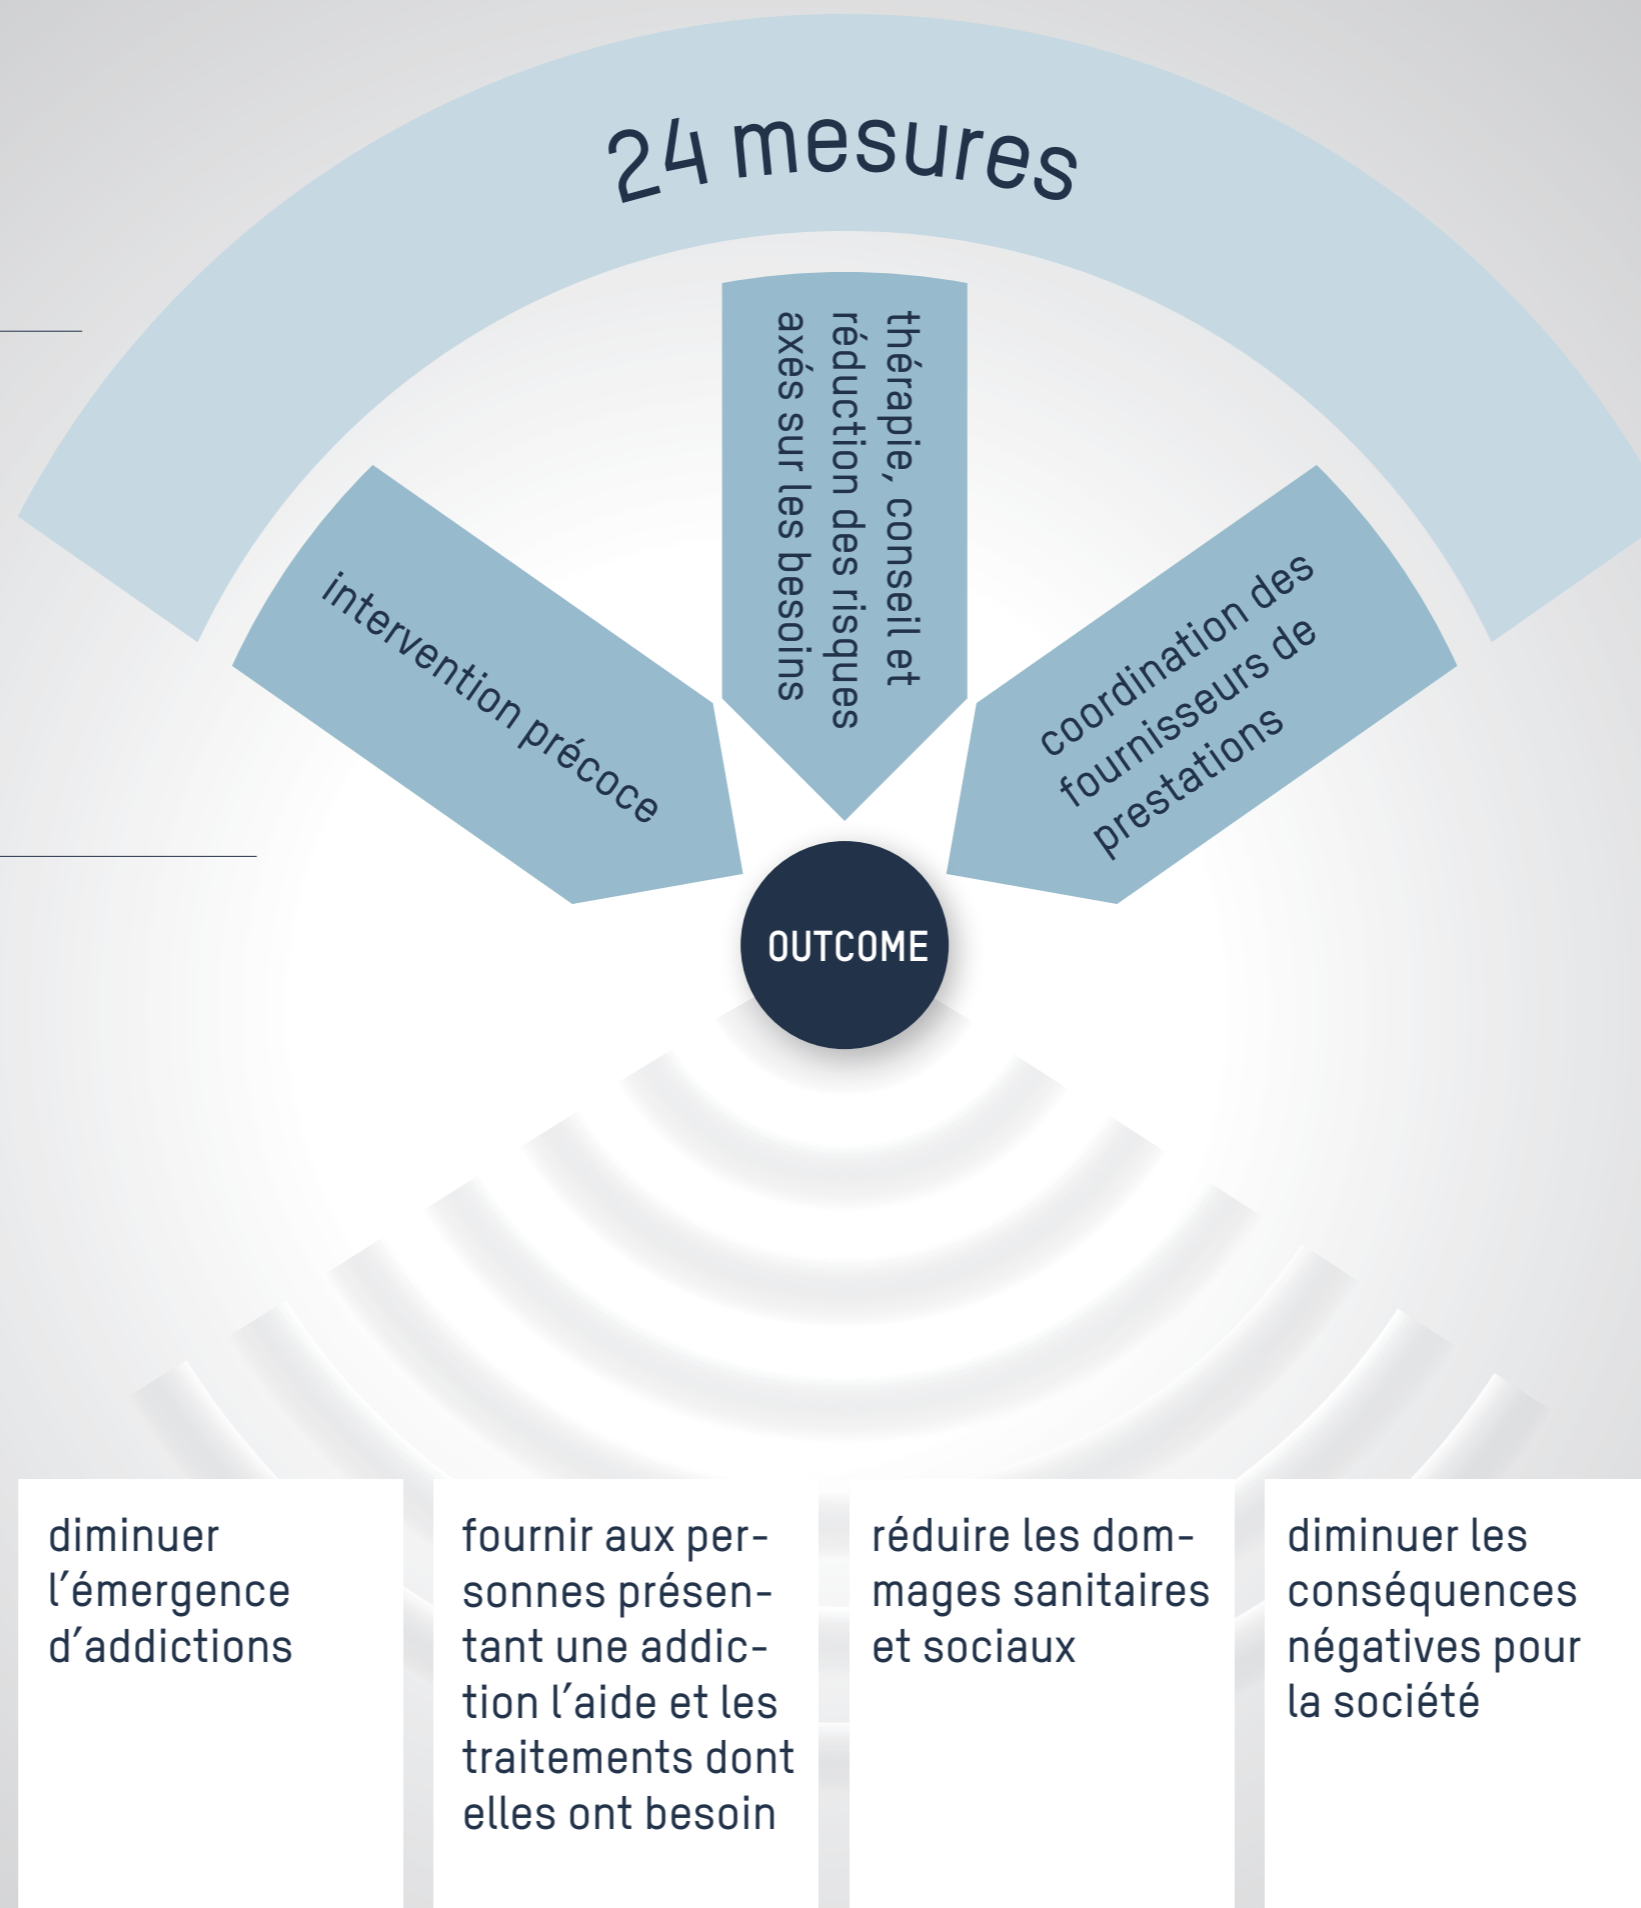 24 mesures
intervention précoce
thérapie, conseil et
réduction des risques
axés sur les besoins
coordination des
fournisseurs de
prestations
OUTCOME
diminuer
l’émergence
d’addictions
fournir aux per-
sonnes présen-
tant une addic-
tion l’aide et les
traitements dont
elles ont besoin
réduire les dom-
mages sanitaires
et sociaux
diminuer les
conséquences
négatives pour
la société